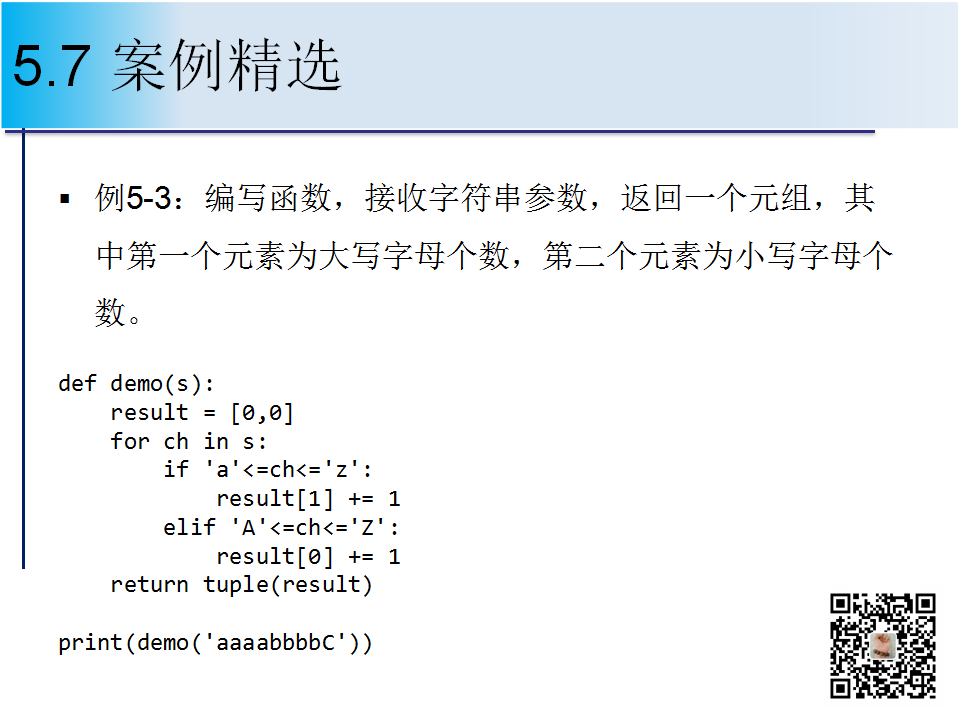 5.7 案例精选
▪ 例5-3：编写函数，接收字符串参数，返回一个元组，其
中第一个元素为大写字母个数，第二个元素为小写字母个
数。
def demo(s):
    result = [0,0]
    for ch in s:
        if 'a'<=ch<='z':
            result[1] += 1
        elif 'A'<=ch<='Z':
            result[0] += 1
    return tuple(result)

print(demo('aaaabbbbC'))